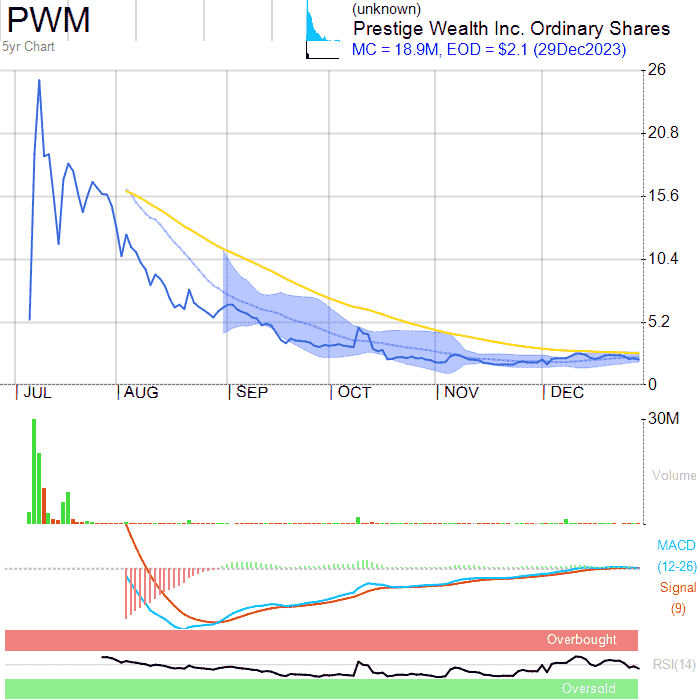 PWM
5yr Chart
(unknown)
Prestige Wealth Inc. Ordinary Shares
MC = 18.9M, EOD = $2.1 (29Dec2023)
26
20.8
15.6
10.4
5.2
0
JUL AUG SEP OCT NOV DEC
30M
Volume
MACD
(12-26)
Signal
(9)
Overbought
RSI(14)
Oversold